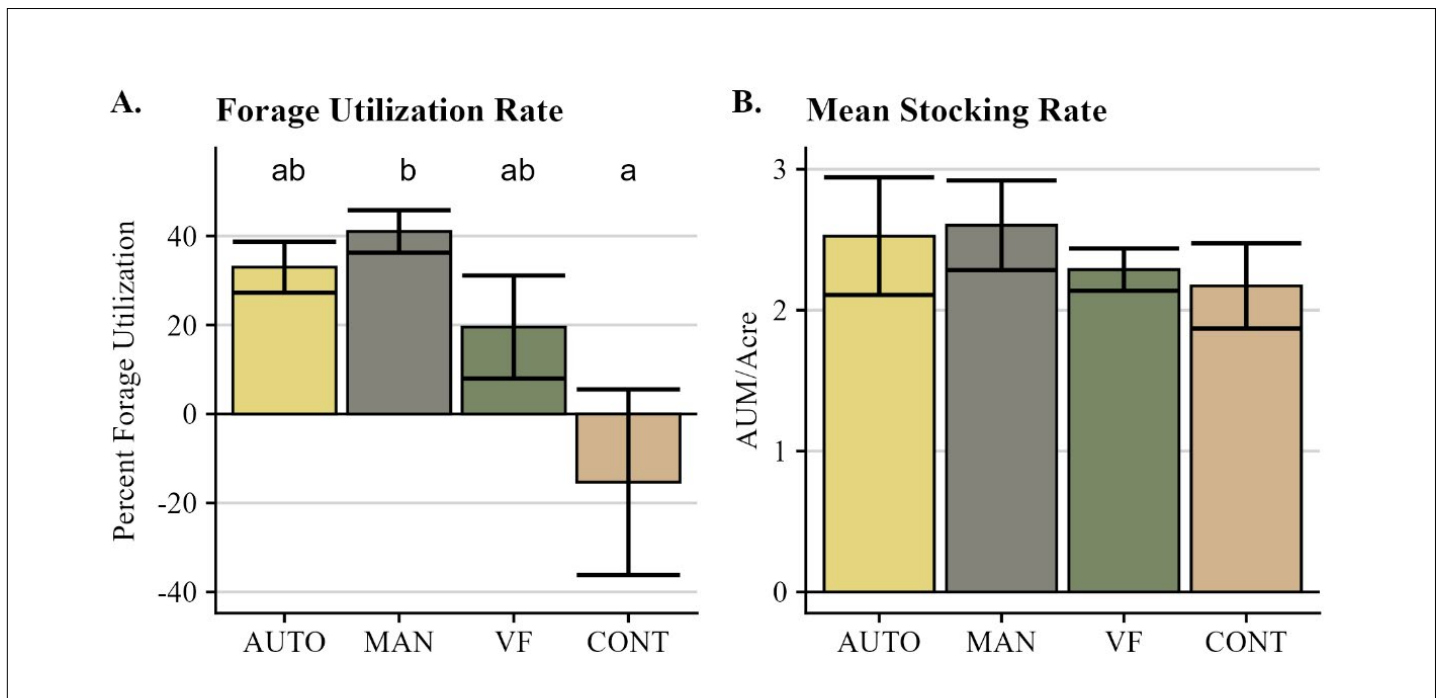 A. Forage Utilization Rate
ab b ab a
Percent Forage Utilization
40
20
0
-20
-40
AUTO MAN VF CONT
B. Mean Stocking Rate
AUM/Acre
3
2
1
0
AUTO MAN VF CONT